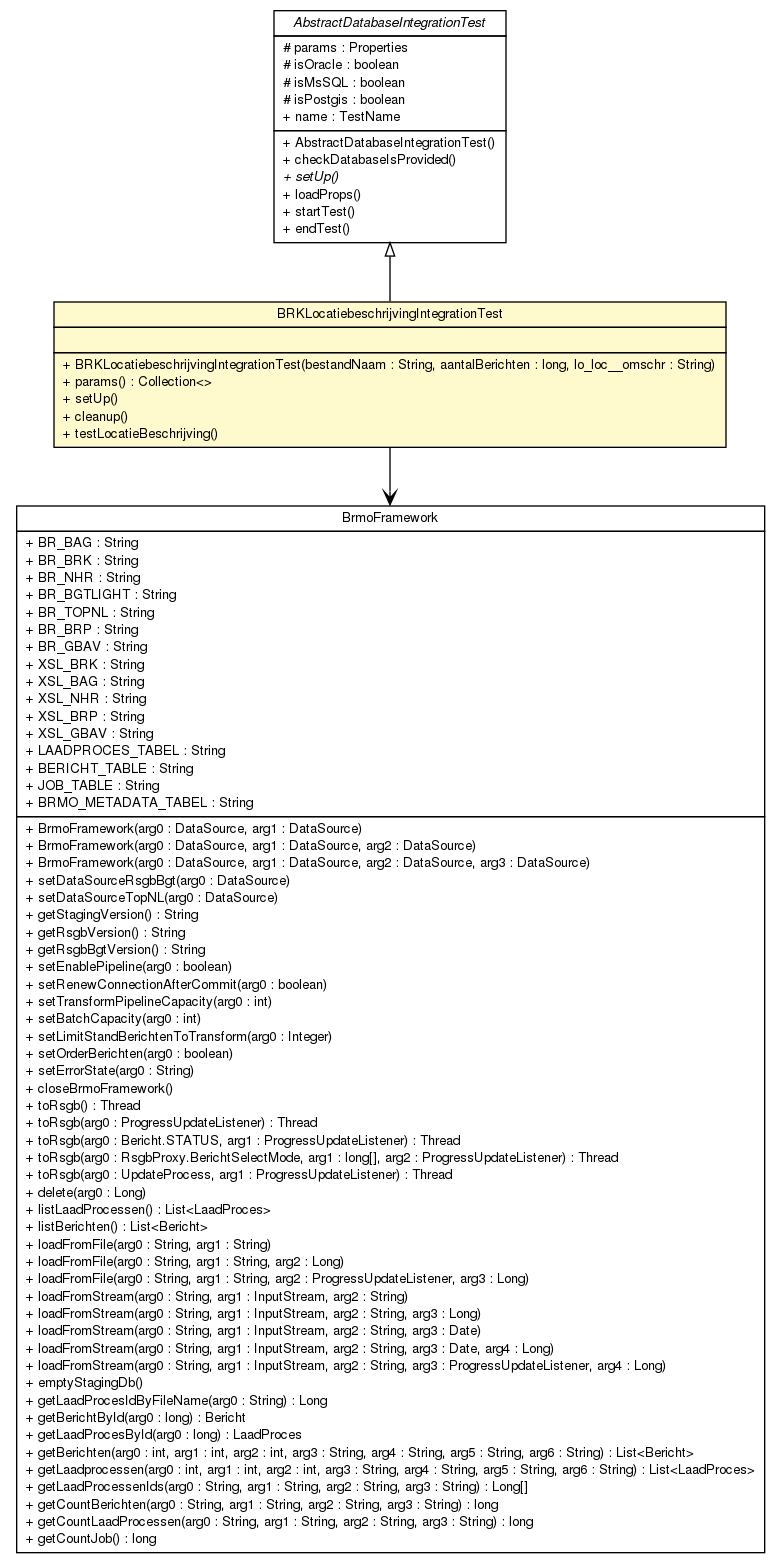 AbstractDatabaseIntegrationTest
# params : Properties
# isOracle : boolean
# isMsSQL : boolean
# isPostgis : boolean
+ name : TestName
+ AbstractDatabaseIntegrationTest()
+ checkDatabaseIsProvided()
+ setUp()
+ loadProps()
+ startTest()
+ endTest()
BRKLocatiebeschrijvingIntegrationTest
+ BRKLocatiebeschrijvingIntegrationTest(bestandNaam : String, aantalBerichten : long, lo_loc__omschr : String)
+ params() : Collection<>
+ setUp()
+ cleanup()
+ testLocatieBeschrijving()
BrmoFramework
+ BR_BAG : String
+ BR_BRK : String
+ BR_NHR : String
+ BR_BGTLIGHT : String
+ BR_TOPNL : String
+ BR_BRP : String
+ BR_GBAV : String
+ XSL_BRK : String
+ XSL_BAG : String
+ XSL_NHR : String
+ XSL_BRP : String
+ XSL_GBAV : String
+ LAADPROCES_TABEL : String
+ BERICHT_TABLE : String
+ JOB_TABLE : String
+ BRMO_METADATA_TABEL : String
+ BrmoFramework(arg0 : DataSource, arg1 : DataSource)
+ BrmoFramework(arg0 : DataSource, arg1 : DataSource, arg2 : DataSource)
+ BrmoFramework(arg0 : DataSource, arg1 : DataSource, arg2 : DataSource, arg3 : DataSource)
+ setDataSourceRsgbBgt(arg0 : DataSource)
+ setDataSourceTopNL(arg0 : DataSource)
+ getStagingVersion() : String
+ getRsgbVersion() : String
+ getRsgbBgtVersion() : String
+ setEnablePipeline(arg0 : boolean)
+ setRenewConnectionAfterCommit(arg0 : boolean)
+ setTransformPipelineCapacity(arg0 : int)
+ setBatchCapacity(arg0 : int)
+ setLimitStandBerichtenToTransform(arg0 : Integer)
+ setOrderBerichten(arg0 : boolean)
+ setErrorState(arg0 : String)
+ closeBrmoFramework()
+ toRsgb() : Thread
+ toRsgb(arg0 : ProgressUpdateListener) : Thread
+ toRsgb(arg0 : Bericht.STATUS, arg1 : ProgressUpdateListener) : Thread
+ toRsgb(arg0 : RsgbProxy.BerichtSelectMode, arg1 : long[], arg2 : ProgressUpdateListener) : Thread
+ toRsgb(arg0 : UpdateProcess, arg1 : ProgressUpdateListener) : Thread
+ delete(arg0 : Long)
+ listLaadProcessen() : List<LaadProces>
+ listBerichten() : List<Bericht>
+ loadFromFile(arg0 : String, arg1 : String)
+ loadFromFile(arg0 : String, arg1 : String, arg2 : Long)
+ loadFromFile(arg0 : String, arg1 : String, arg2 : ProgressUpdateListener, arg3 : Long)
+ loadFromStream(arg0 : String, arg1 : InputStream, arg2 : String)
+ loadFromStream(arg0 : String, arg1 : InputStream, arg2 : String, arg3 : Long)
+ loadFromStream(arg0 : String, arg1 : InputStream, arg2 : String, arg3 : Date)
+ loadFromStream(arg0 : String, arg1 : InputStream, arg2 : String, arg3 : Date, arg4 : Long)
+ loadFromStream(arg0 : String, arg1 : InputStream, arg2 : String, arg3 : ProgressUpdateListener, arg4 : Long)
+ emptyStagingDb()
+ getLaadProcesIdByFileName(arg0 : String) : Long
+ getBerichtById(arg0 : long) : Bericht
+ getLaadProcesById(arg0 : long) : LaadProces
+ getBerichten(arg0 : int, arg1 : int, arg2 : int, arg3 : String, arg4 : String, arg5 : String, arg6 : String) : List<Bericht>
+ getLaadprocessen(arg0 : int, arg1 : int, arg2 : int, arg3 : String, arg4 : String, arg5 : String, arg6 : String) : List<LaadProces>
+ getLaadProcessenIds(arg0 : String, arg1 : String, arg2 : String, arg3 : String) : Long[]
+ getCountBerichten(arg0 : String, arg1 : String, arg2 : String, arg3 : String) : long
+ getCountLaadProcessen(arg0 : String, arg1 : String, arg2 : String, arg3 : String) : long
+ getCountJob() : long